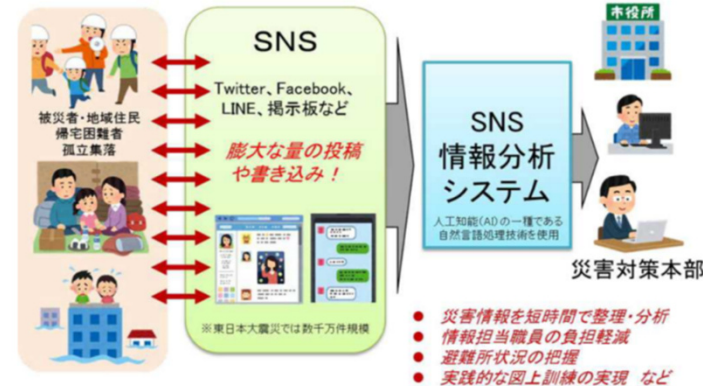 被災者・地域住民
帰宅困難者
孤立集落
SNS
Twitter、Facebook、
LINE、掲示板など
膨大な量の投稿
や書き込み！
※東日本大震災では数千万件規模
SNS
情報分析
システム
人工知能(AI)の一種である
自然言語処理技術を使用
市役所
災害対策本部
● 災害情報を短時間で整理・分析
● 情報担当職員の負担軽減
● 避難所状況の把握
● 実践的な図上訓練の実現 など